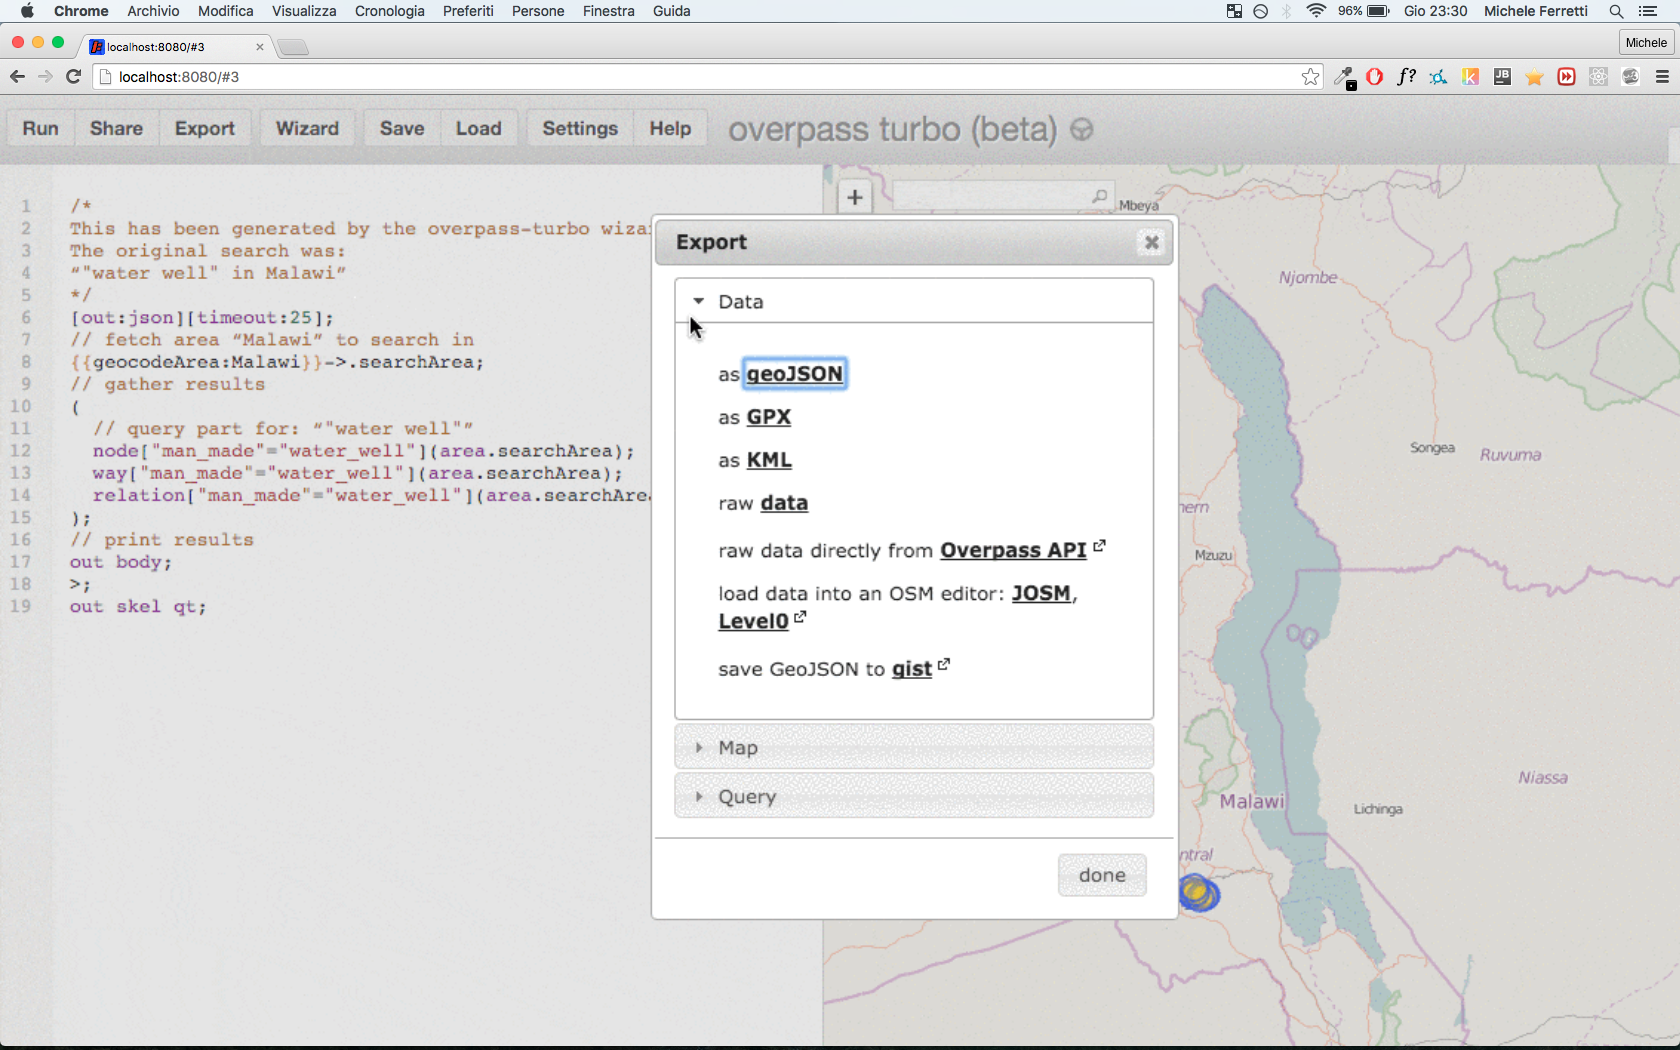 Chrome Archivio Modifica Visualizza Cronologia Preferiti Persone Finestra Guida 96% Gio 23:30 Michele Ferretti
localhost:8080/#3 Michele
localhost:8080/#3 f? JB
Run Share Export Wizard Save Load Settings Help overpass turbo (beta)
1 /*
2 This has been generated by the overpass-turbo wiza
3 The original search was:
4 “"water well" in Malawi”
5 */
6 [out:json][timeout:25];
7 // fetch area “Malawi” to search in
8 {{geocodeArea:Malawi}}->.searchArea;
9 // gather results
10 (
11 // query part for: “"water well"”
12 node["man_made"="water_well"](area.searchArea);
13 way["man_made"="water_well"](area.searchArea);
14 relation["man_made"="water_well"](area.searchAre
15 );
16 // print results
17 out body;
18 >;
19 out skel qt;
Export
Data
as geoJSON
as GPX
as KML
raw data
raw data directly from Overpass API
load data into an OSM editor: JOSM,
Level0
save GeoJSON to gist
Map
Query
done
+
Mbeya
Njombe
Songea
Ruvuma
hern
Mzuzu
Niassa
Malawi
Lichinga
ntral